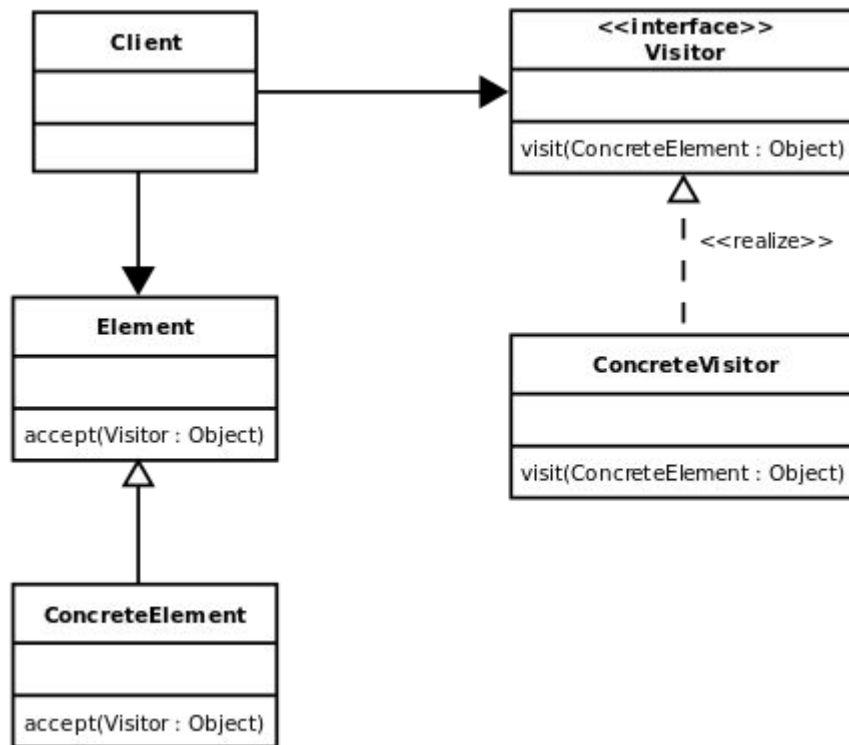 Client
<<interface>>
Visitor
visit(ConcreteElement : Object)
<<realize>>
Element
accept(Visitor : Object)
ConcreteVisitor
visit(ConcreteElement : Object)
ConcreteElement
accept(Visitor : Object)